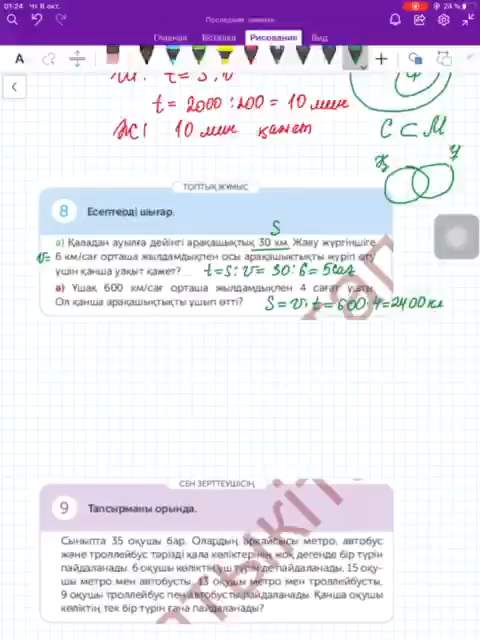 01:24 Чт 8 окт.
24 %
Последняя заметка
Главная Вставка Рисование Вид
t = S : v
t = 2000 : 200 = 10 мин
Ж/І 10 мин қажет
C ⊂ M
Ж У
ТОПТЫҚ ЖҰМЫС
8 Есептерді шығар.
S
а) Қаладан ауылға дейінгі арақашықтық 30 км. Жаяу жүргіншіге
v= 6 км/сағ орташа жылдамдықпен осы арақашықтықты жүріп өту
үшін қанша уақыт қажет? t = S : v = 30 : 6 = 5 сағ
ә) Ұшақ 600 км/сағ орташа жылдамдықпен 4 сағат ұшты.
Ол қанша арақашықтықты ұшып өтті? S = v · t = 600 · 4 = 2400 км
СЕН ЗЕРТТЕУШІСІҢ
9 Тапсырманы орында.
Сыныпта 35 оқушы бар. Олардың әрқайсысы метро, автобус
және троллейбус тәрізді қала көліктерінің жоқ дегенде бір түрін
пайдаланады. 6 оқушы көліктің үш түрін де пайдаланады, 15 оқу-
шы метро мен автобусты, 13 оқушы метро мен троллейбусты,
9 оқушы троллейбус пен автобусты пайдаланады. Қанша оқушы
көліктің тек бір түрін ғана пайдаланады?